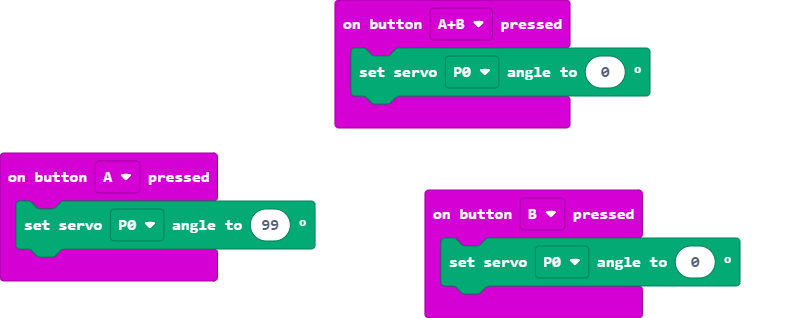 on button A+B pressed
set servo P0 angle to 0 °
on button A pressed
set servo P0 angle to 99 °
on button B pressed
set servo P0 angle to 0 °